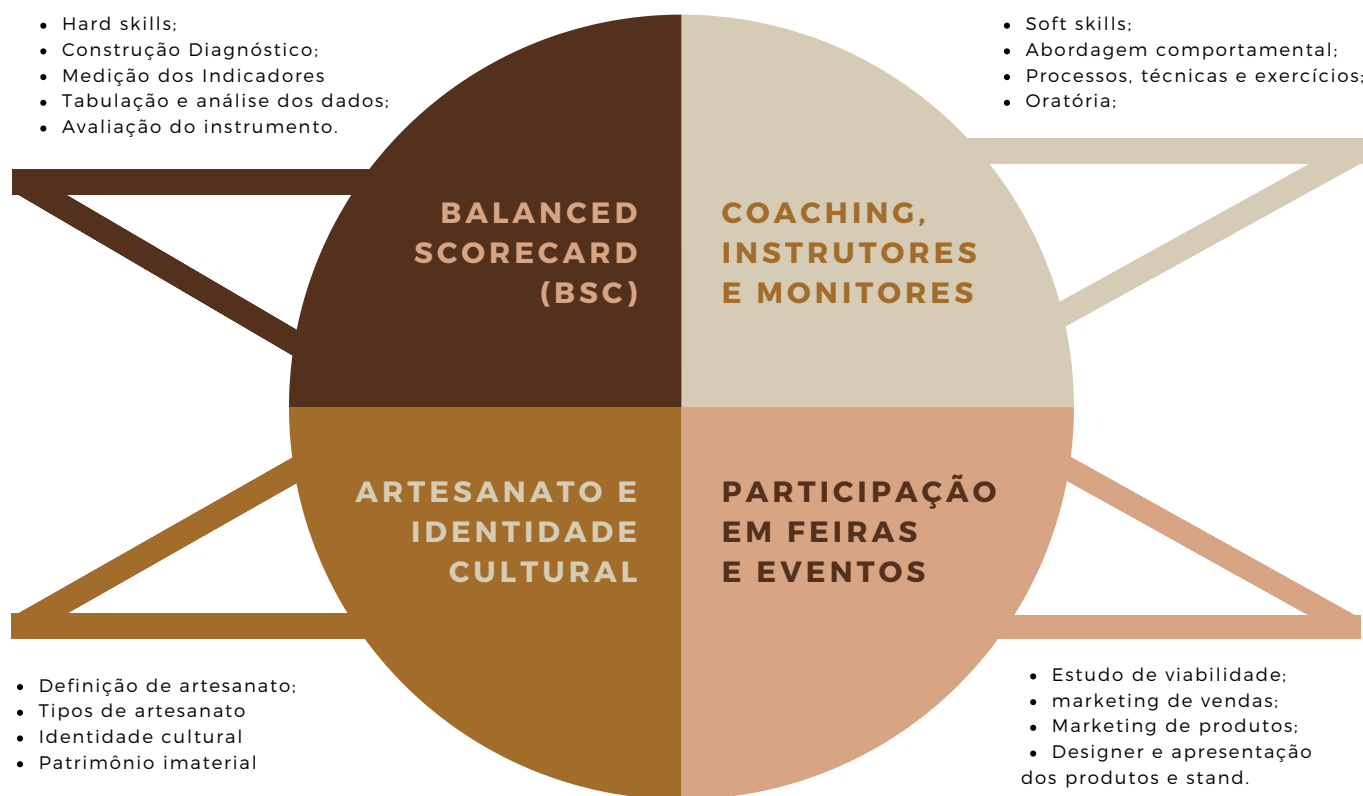 • Hard skills;
• Construção Diagnóstico;
• Medição dos Indicadores
• Tabulação e análise dos dados;
• Avaliação do instrumento.
• Soft skills;
• Abordagem comportamental;
• Processos, técnicas e exercícios;
• Oratória;
BALANCED
SCORECARD
(BSC)
COACHING,
INSTRUTORES
E MONITORES
ARTESANATO E
IDENTIDADE
CULTURAL
PARTICIPAÇÃO
EM FEIRAS
E EVENTOS
• Definição de artesanato;
• Tipos de artesanato
• Identidade cultural
• Patrimônio imaterial
• Estudo de viabilidade;
• marketing de vendas;
• Marketing de produtos;
• Designer e apresentação
dos produtos e stand.